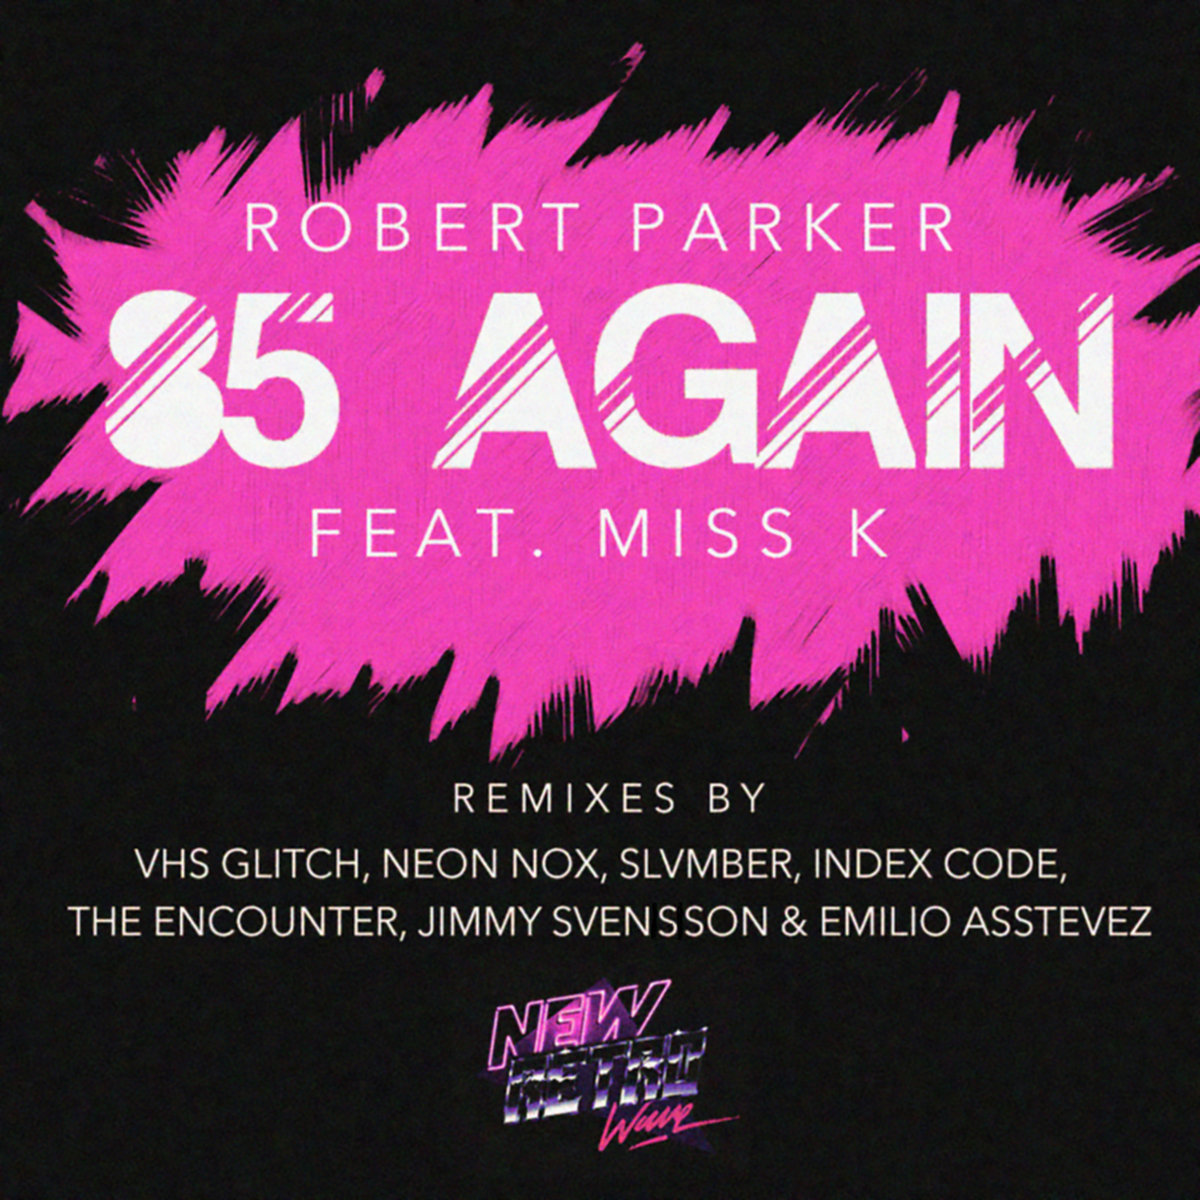 ROBERT PARKER
85 AGAIN
FEAT. MISS K
REMIXES BY
VHS GLITCH, NEON NOX, SLVMBER, INDEX CODE,
THE ENCOUNTER, JIMMY SVENSSON & EMILIO ASSTEVEZ
NEW
RETRO
Wave